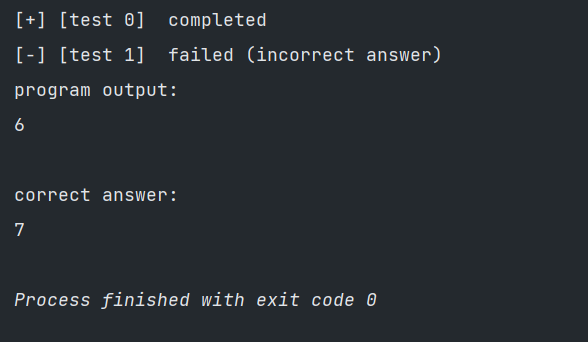 [+] [test 0]  completed
[-] [test 1]  failed (incorrect answer)
program output:
6
correct answer:
7
Process finished with exit code 0